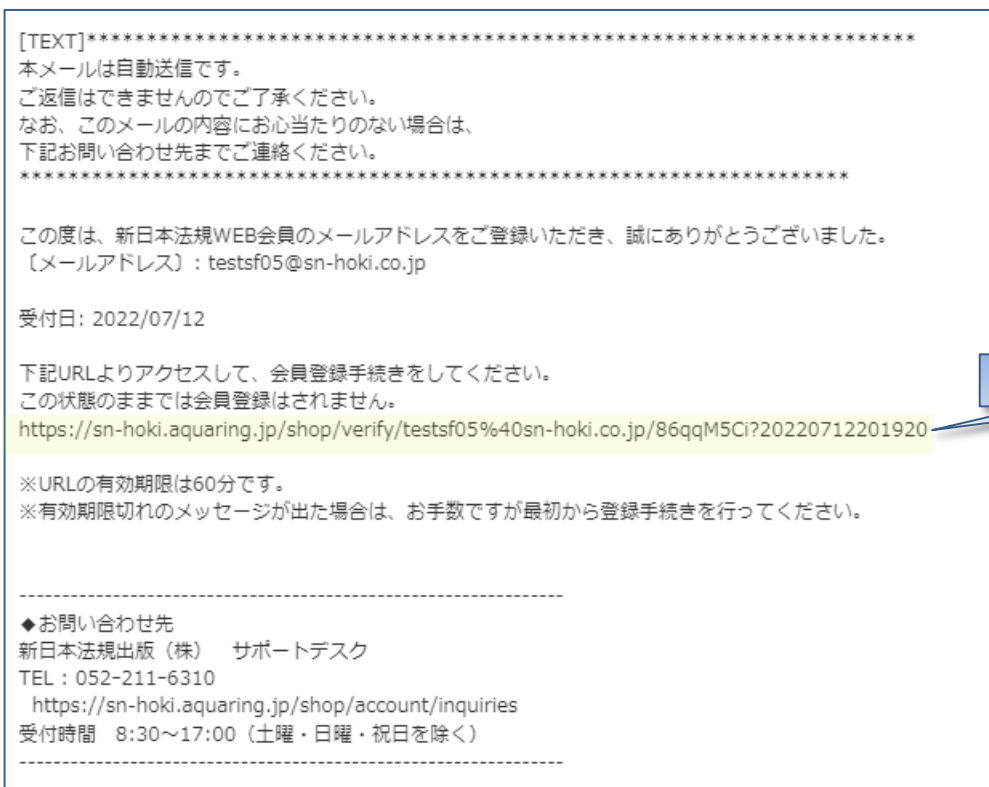 [TEXT]*********************************************************************
本メールは自動送信です。
ご返信はできませんのでご了承ください。
なお、このメールの内容にお心当たりのない場合は、
下記お問い合わせ先までご連絡ください。
*********************************************************************
この度は、新日本法規WEB会員のメールアドレスをご登録いただき、誠にありがとうございました。
〔メールアドレス〕: testsf05@sn-hoki.co.jp
受付日: 2022/07/12
下記URLよりアクセスして、会員登録手続きをしてください。
この状態のままでは会員登録はされません。
https://sn-hoki.aquaring.jp/shop/verify/testsf05%40sn-hoki.co.jp/86qqM5Ci?20220712201920
※URLの有効期限は60分です。
※有効期限切れのメッセージが出た場合は、お手数ですが最初から登録手続きを行ってください。
----------------------------------------------------------------
◆お問い合わせ先
新日本法規出版（株）　サポートデスク
TEL : 052-211-6310
https://sn-hoki.aquaring.jp/shop/account/inquiries
受付時間　8:30～17:00（土曜・日曜・祝日を除く）
----------------------------------------------------------------